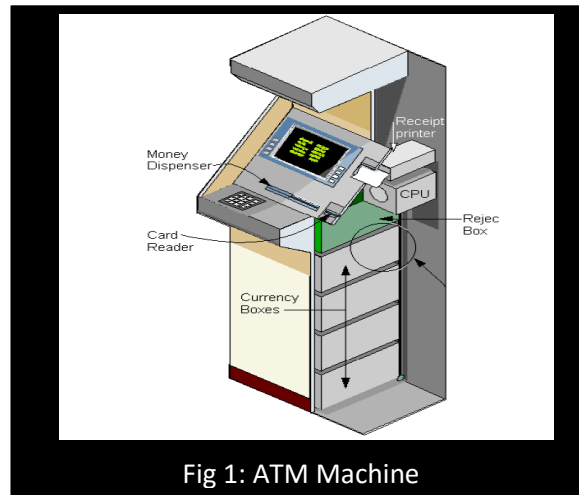 Receipt
printer
Money
Dispenser
CPU
Rejec
Box
Card
Reader
Currency
Boxes
Fig 1: ATM Machine